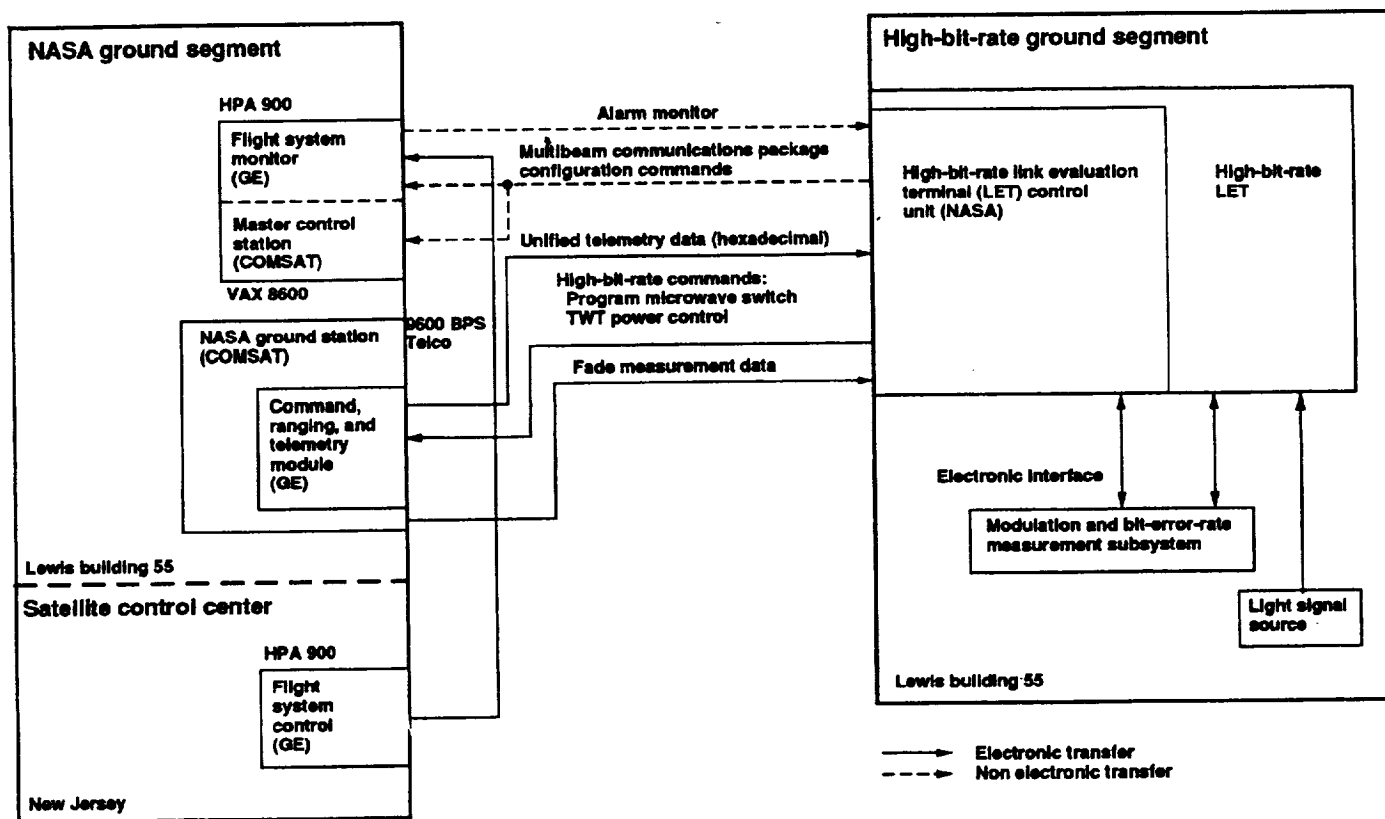 NASA ground segment
HPA 900
Flight system
monitor
(GE)
Master control
station
(COMSAT)
VAX 8600
NASA ground station
(COMSAT)
Command,
ranging, and
telemetry
module
(GE)
Lewis building 55
Satellite control center
HPA 900
Flight
system
control
(GE)
New Jersey
Alarm monitor
Multibeam communications package
configuration commands
Unified telemetry data (hexadecimal)
High-bit-rate commands:
Program microwave switch
TWT power control
9600 BPS
Telco
Fade measurement data
High-bit-rate ground segment
High-bit-rate link evaluation
terminal (LET) control
unit (NASA)
High-bit-rate
LET
Electronic interface
Modulation and bit-error-rate
measurement subsystem
Light signal
source
Lewis building 55
Electronic transfer
Non electronic transfer